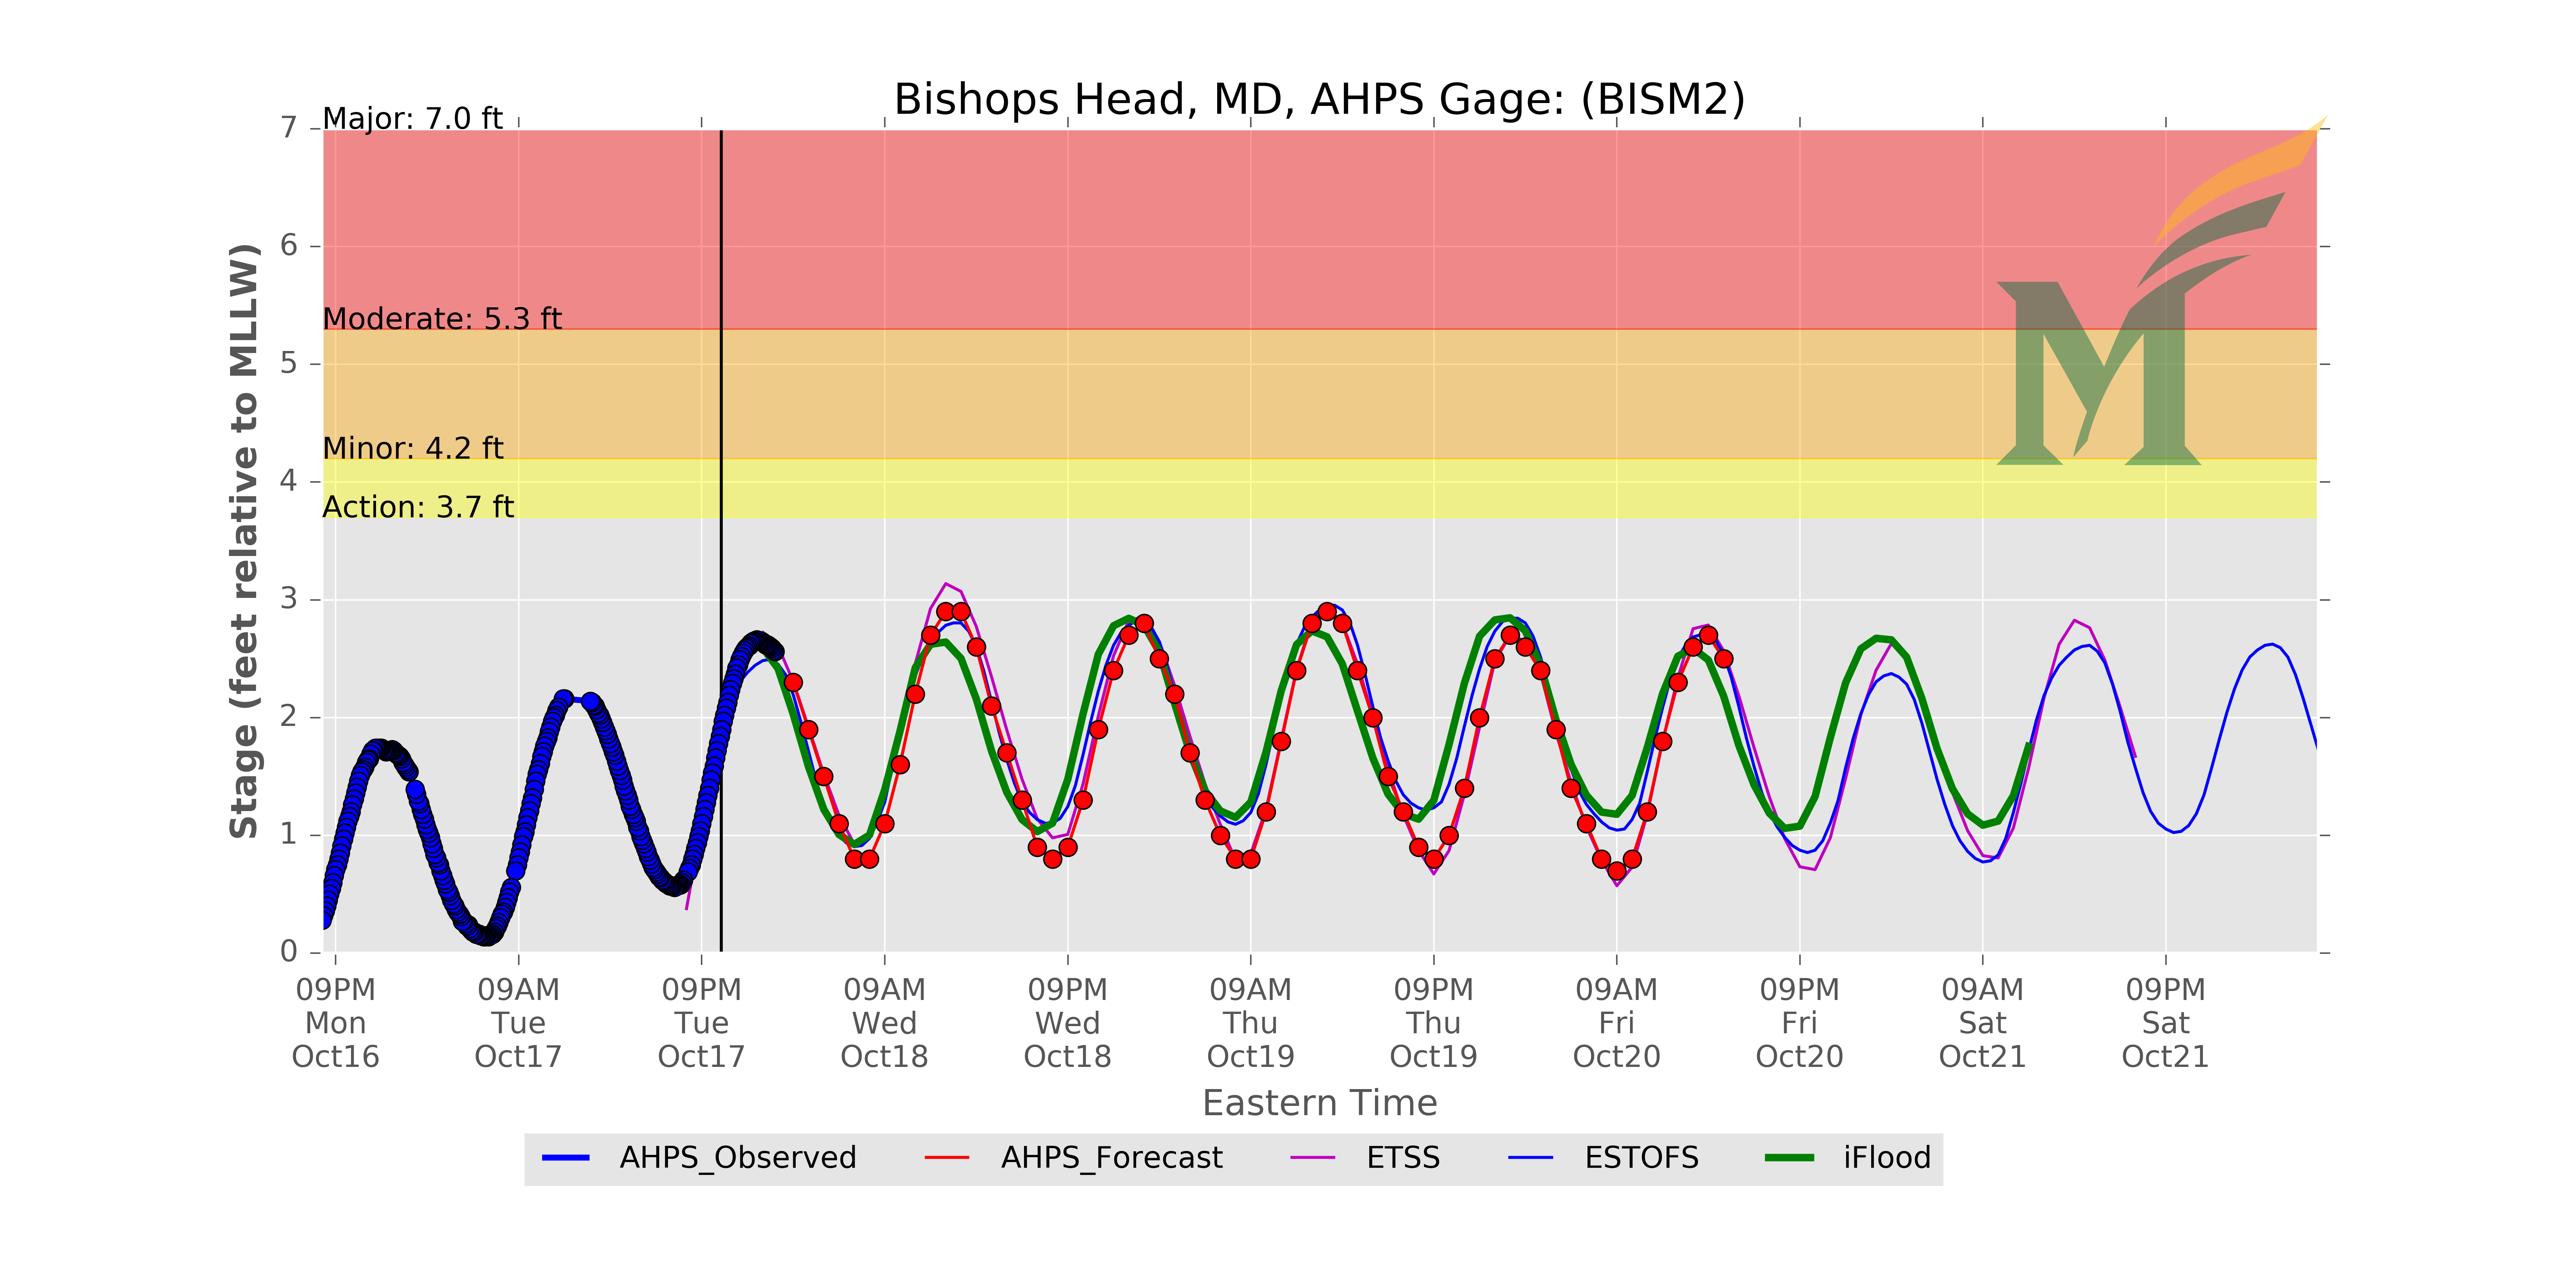 Bishops Head, MD, AHPS Gage: (BISM2)
Major: 7.0 ft
Moderate: 5.3 ft
Minor: 4.2 ft
Action: 3.7 ft
Stage (feet relative to MLLW)
7
6
5
4
3
2
1
0
09PM Mon Oct16
09AM Tue Oct17
09PM Tue Oct17
09AM Wed Oct18
09PM Wed Oct18
09AM Thu Oct19
09PM Thu Oct19
09AM Fri Oct20
09PM Fri Oct20
09AM Sat Oct21
09PM Sat Oct21
Eastern Time
AHPS_Observed
AHPS_Forecast
ETSS
ESTOFS
iFlood
M